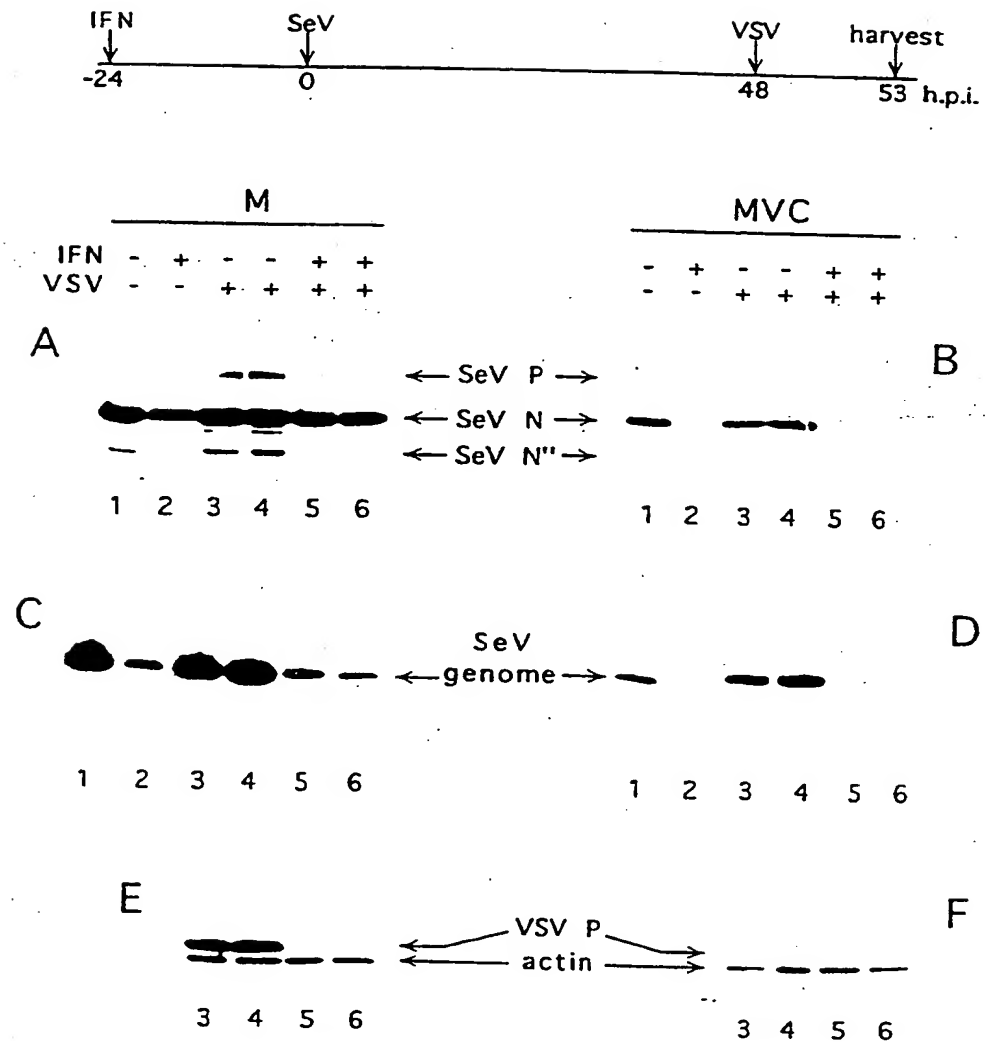 IFN SeV VSV harvest
-24 0 48 53 h.p.i.
M MVC
IFN - + - - + + - + - - + +
VSV - - + + + + - - + + + +
A B
← SeV P →
← SeV N →
← SeV N" →
1 2 3 4 5 6 1 2 3 4 5 6
C D
SeV
← genome →
1 2 3 4 5 6 1 2 3 4 5 6
E F
VSV P
actin
3 4 5 6 3 4 5 6